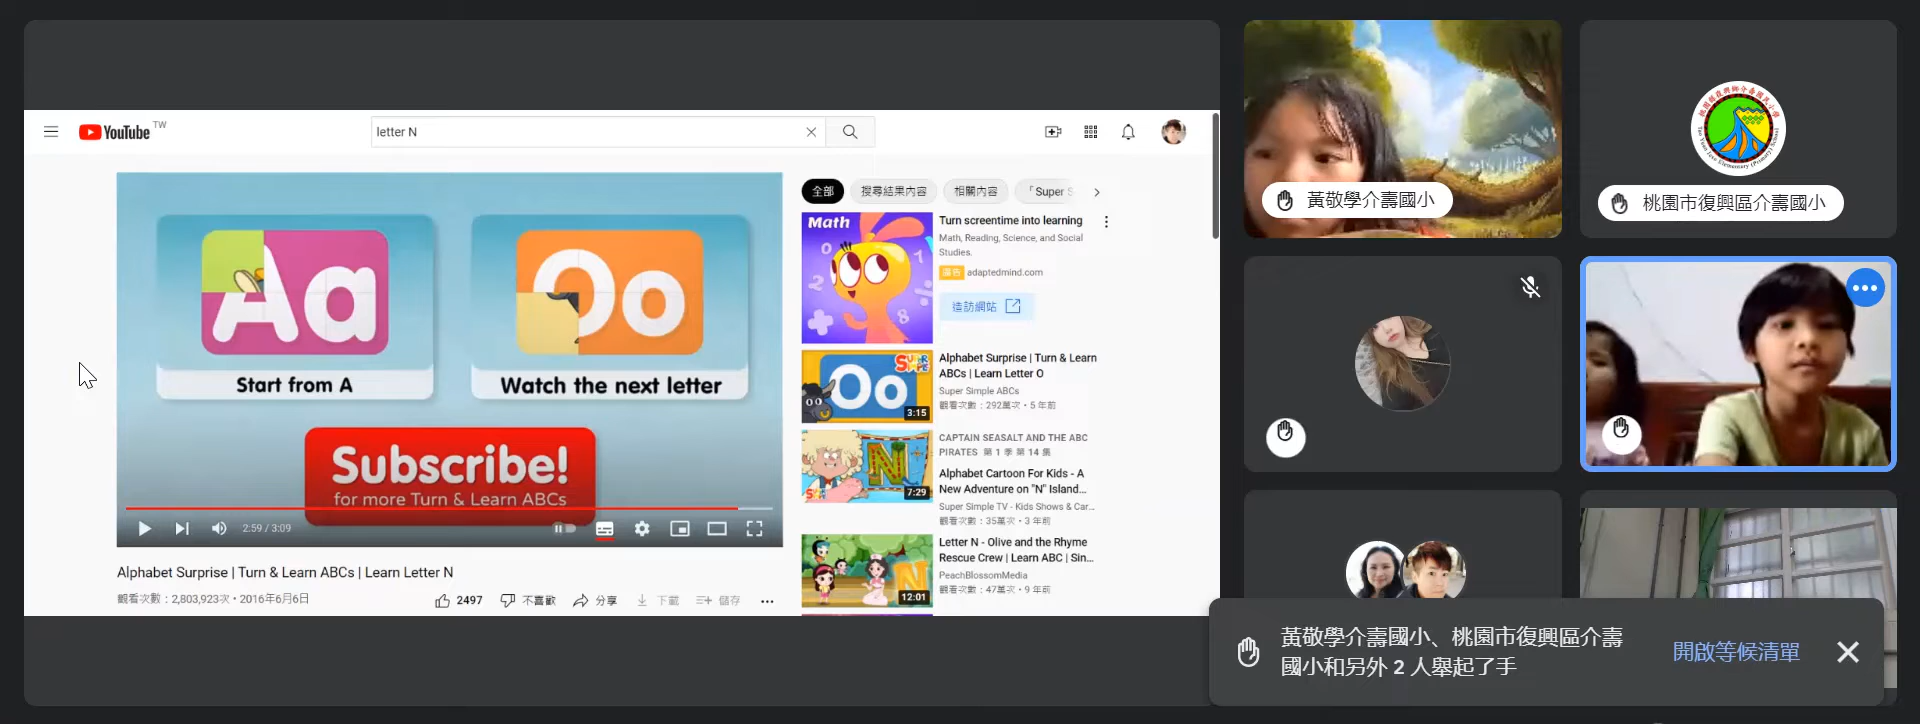 YouTube TW
letter N
Aa
Oo
Start from A
Watch the next letter
Subscribe!
for more Turn & Learn ABCs
2:59 / 3:09
Alphabet Surprise | Turn & Learn ABCs | Learn Letter N
觀看次數：2,803,923次・2016年6月6日
2497
不喜歡
分享
下載
儲存
全部
搜尋結果內容
相關內容
「Super S
Math
Turn screentime into learning
Math, Reading, Science, and Social
Studies.
廣告 adaptedmind.com
造訪網站
SUPER SIMPLE
Oo
3:15
Alphabet Surprise | Turn & Learn
ABCs | Learn Letter O
Super Simple ABCs
觀看次數：292萬次・5 年前
N
7:29
CAPTAIN SEASALT AND THE ABC
PIRATES 第 1 季 第 14 集
Alphabet Cartoon For Kids - A
New Adventure on "N" Island...
Super Simple TV - Kids Shows & Car...
觀看次數：35萬次・3 年前
N
12:01
Letter N - Olive and the Rhyme
Rescue Crew | Learn ABC | Sin...
PeachBlossomMedia
觀看次數：47萬次・9 年前
黃敬學介壽國小
桃園市復興區介壽國小
黃敬學介壽國小、桃園市復興區介壽
國小和另外 2 人舉起了手
開啟等候清單